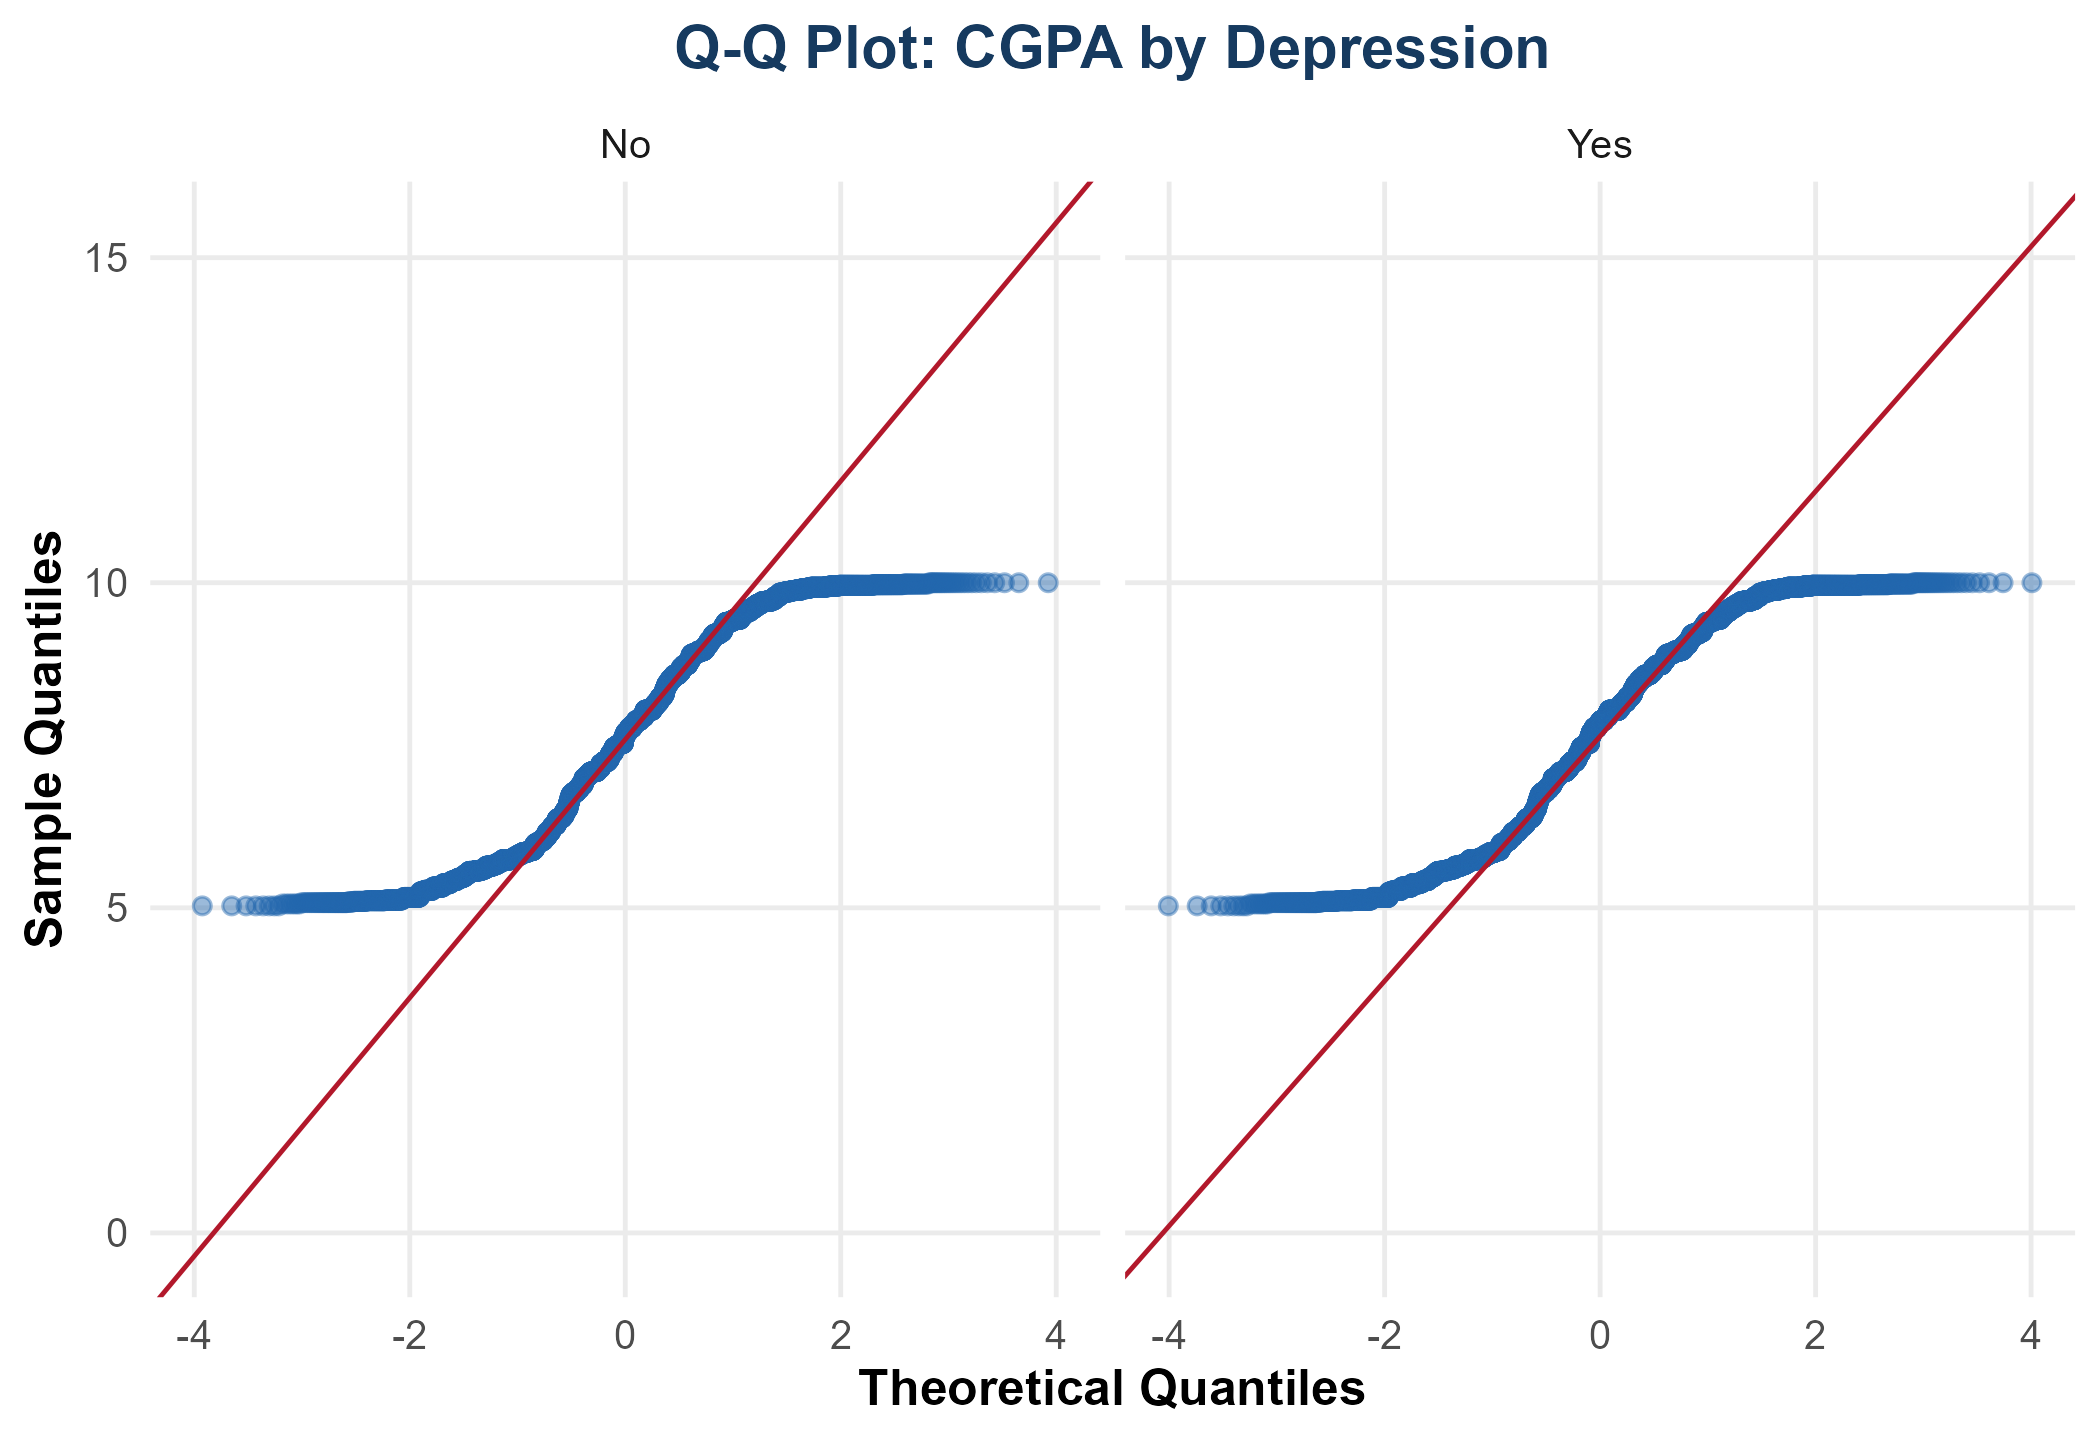 Q-Q Plot: CGPA by Depression
No
Yes
15
10
5
0
Sample Quantiles
-4 -2 0 2 4
-4 -2 0 2 4
Theoretical Quantiles